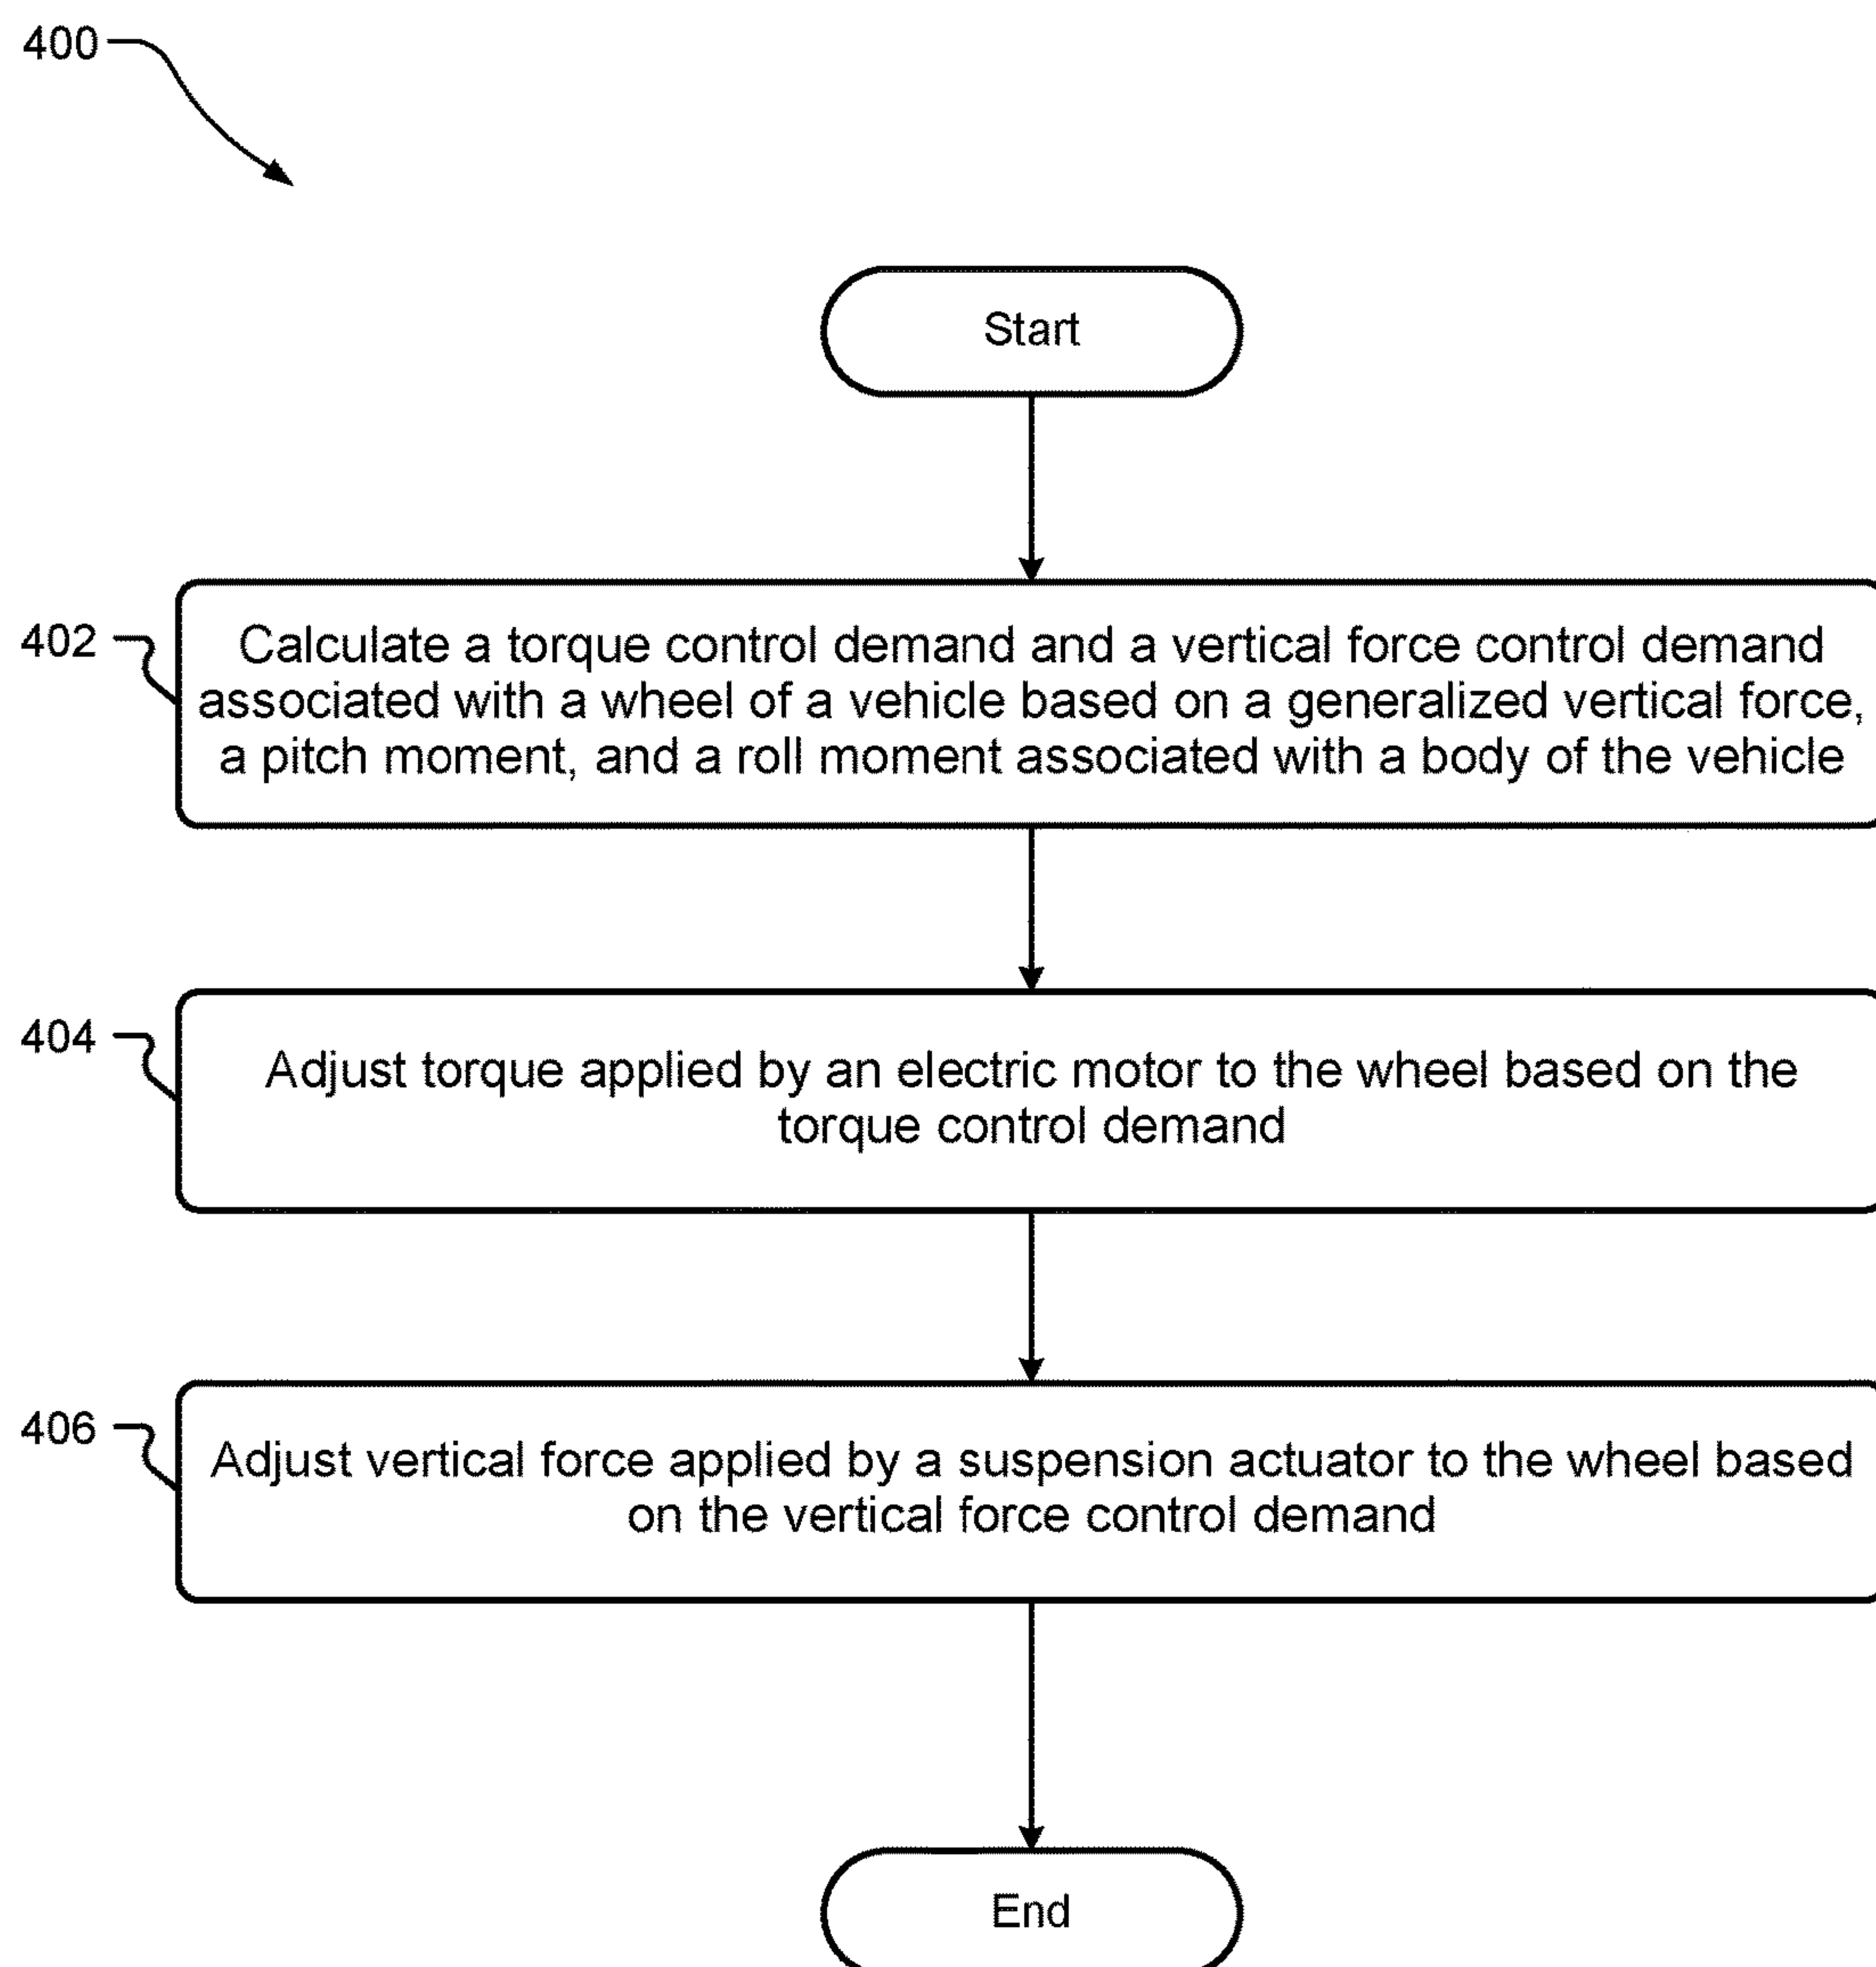 400
Start
402
Calculate a torque control demand and a vertical force control demand
associated with a wheel of a vehicle based on a generalized vertical force,
a pitch moment, and a roll moment associated with a body of the vehicle
404
Adjust torque applied by an electric motor to the wheel based on the
torque control demand
406
Adjust vertical force applied by a suspension actuator to the wheel based
on the vertical force control demand
End